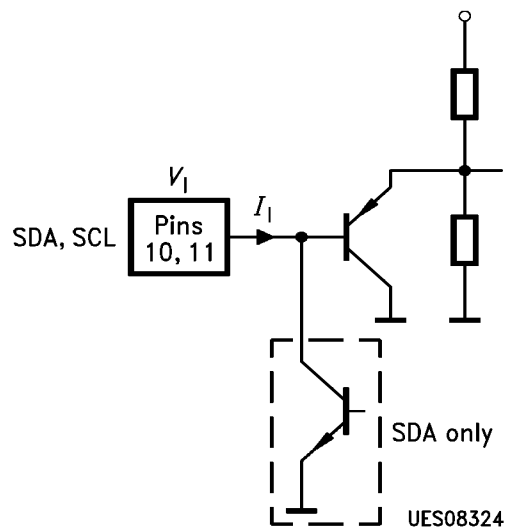 V_I
SDA, SCL
Pins
10, 11
I_I
SDA only
UES08324